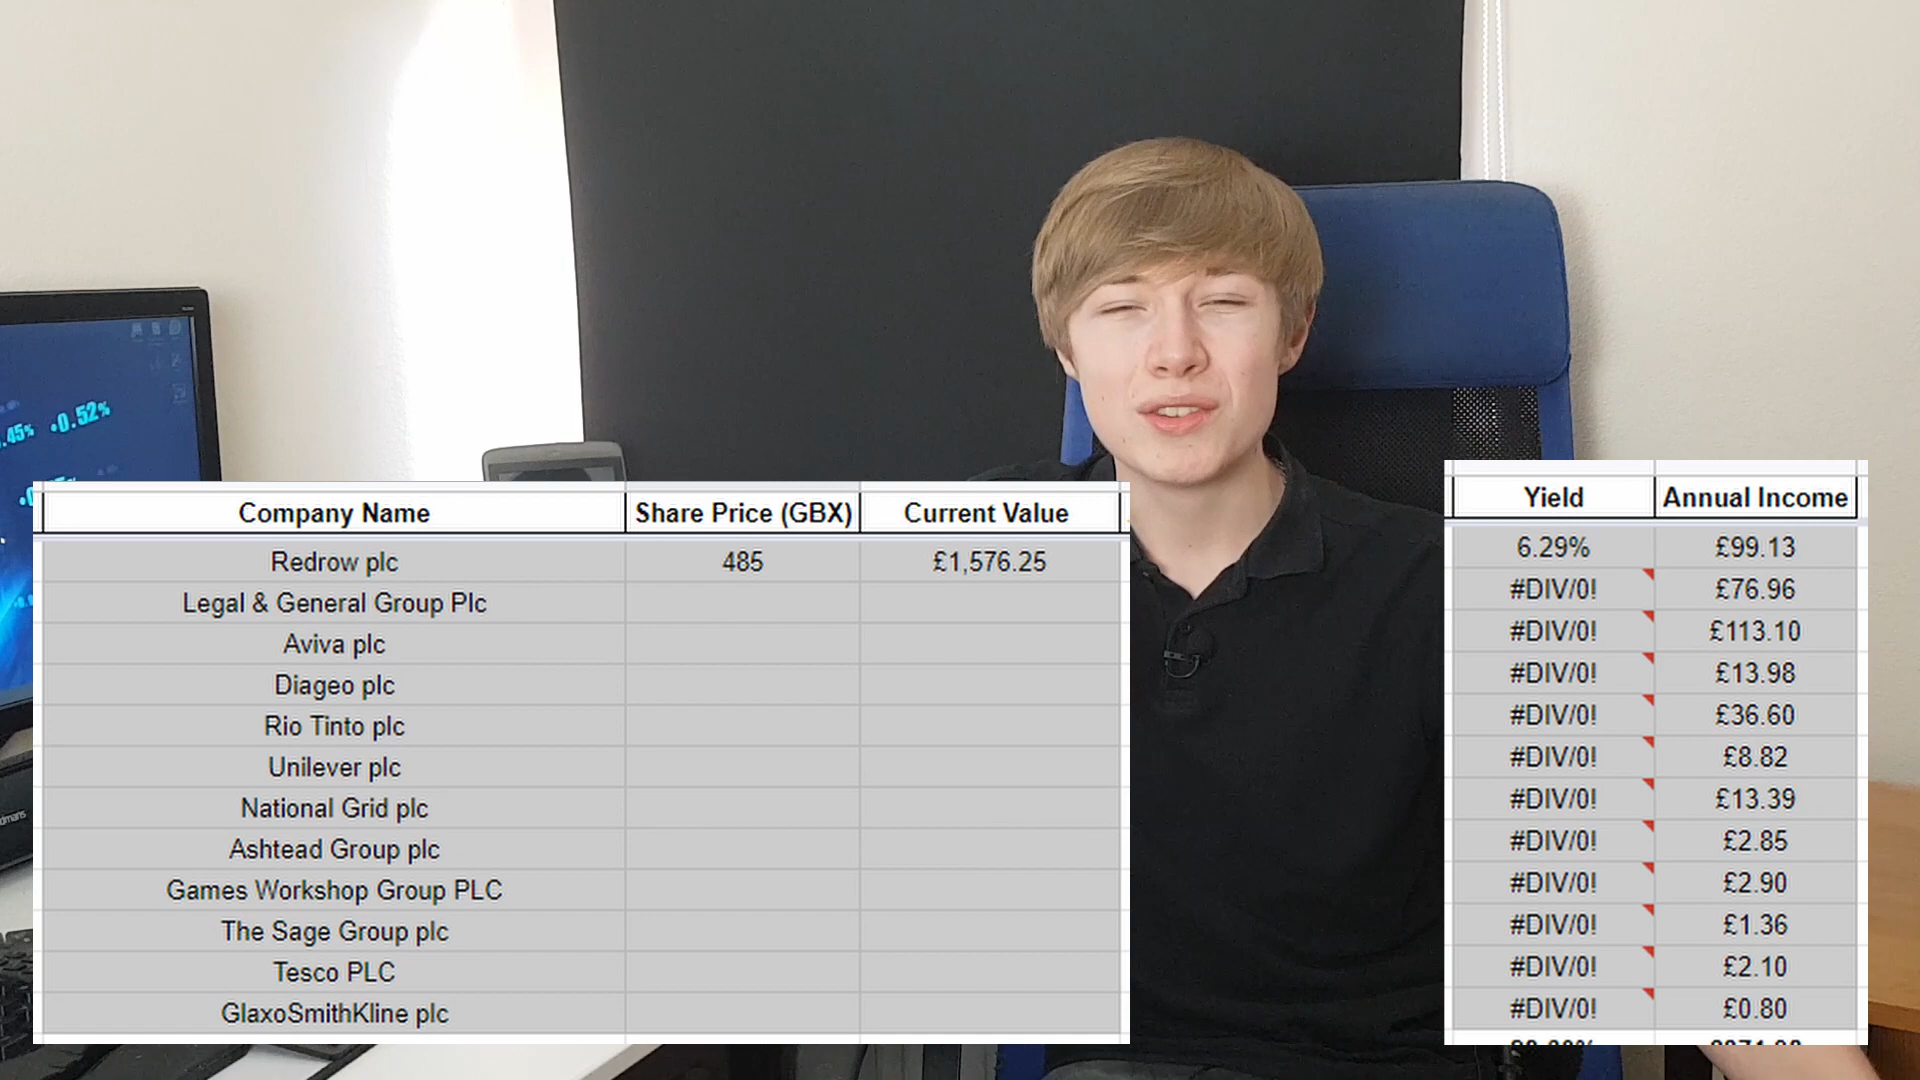 .45% +0.52%
Company Name Share Price (GBX) Current Value
Redrow plc 485 £1,576.25
Legal & General Group Plc
Aviva plc
Diageo plc
Rio Tinto plc
Unilever plc
National Grid plc
Ashtead Group plc
Games Workshop Group PLC
The Sage Group plc
Tesco PLC
GlaxoSmithKline plc
Yield Annual Income
6.29% £99.13
#DIV/0! £76.96
#DIV/0! £113.10
#DIV/0! £13.98
#DIV/0! £36.60
#DIV/0! £8.82
#DIV/0! £13.39
#DIV/0! £2.85
#DIV/0! £2.90
#DIV/0! £1.36
#DIV/0! £2.10
#DIV/0! £0.80